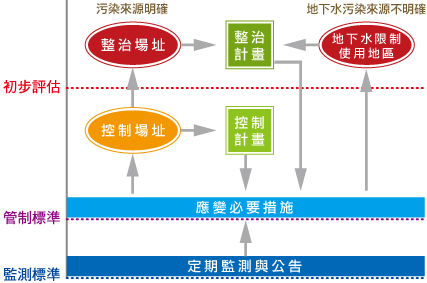 污染來源明確
地下水污染來源不明確
整治場址
整治
計畫
地下水限制
使用地區
初步評估
控制場址
控制
計畫
應變必要措施
管制標準
定期監測與公告
監測標準